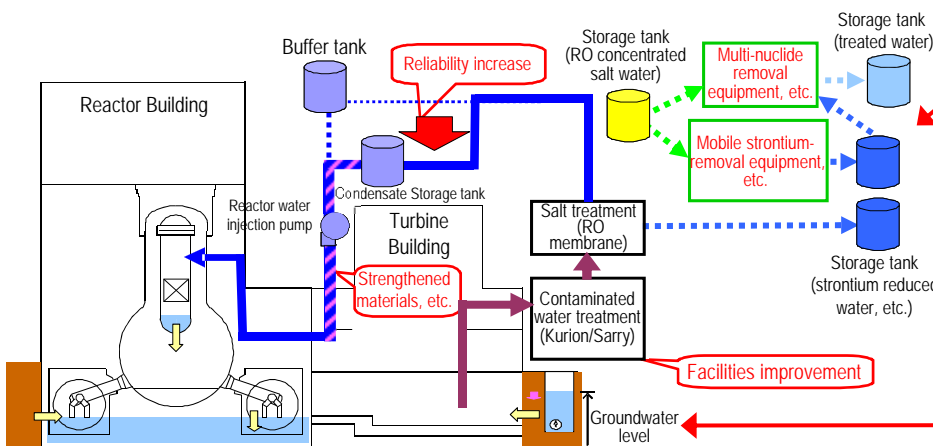 Storage tank
(treated water)
Storage tank
(RO concentrated
salt water)
Multi-nuclide
removal
equipment, etc.
Buffer tank
Reliability increase
Reactor Building
Mobile strontium-
removal equipment,
etc.
Condensate Storage tank
Reactor water
injection pump
Turbine
Building
Salt treatment
(RO
membrane)
Storage tank
(strontium reduced
water, etc.)
Strengthened
materials, etc.
Contaminated
water treatment
(Kurion/Sarry)
Facilities improvement
Groundwater
level